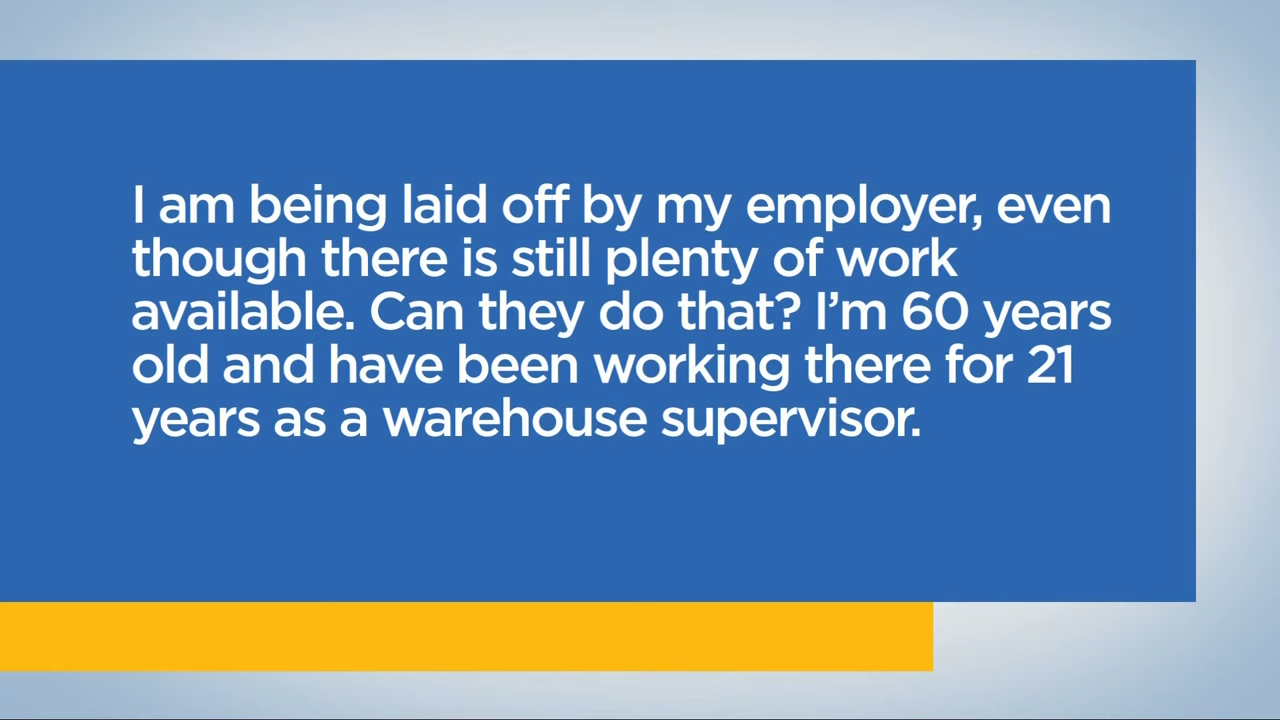 I am being laid off by my employer, even
though there is still plenty of work
available. Can they do that? I’m 60 years
old and have been working there for 21
years as a warehouse supervisor.